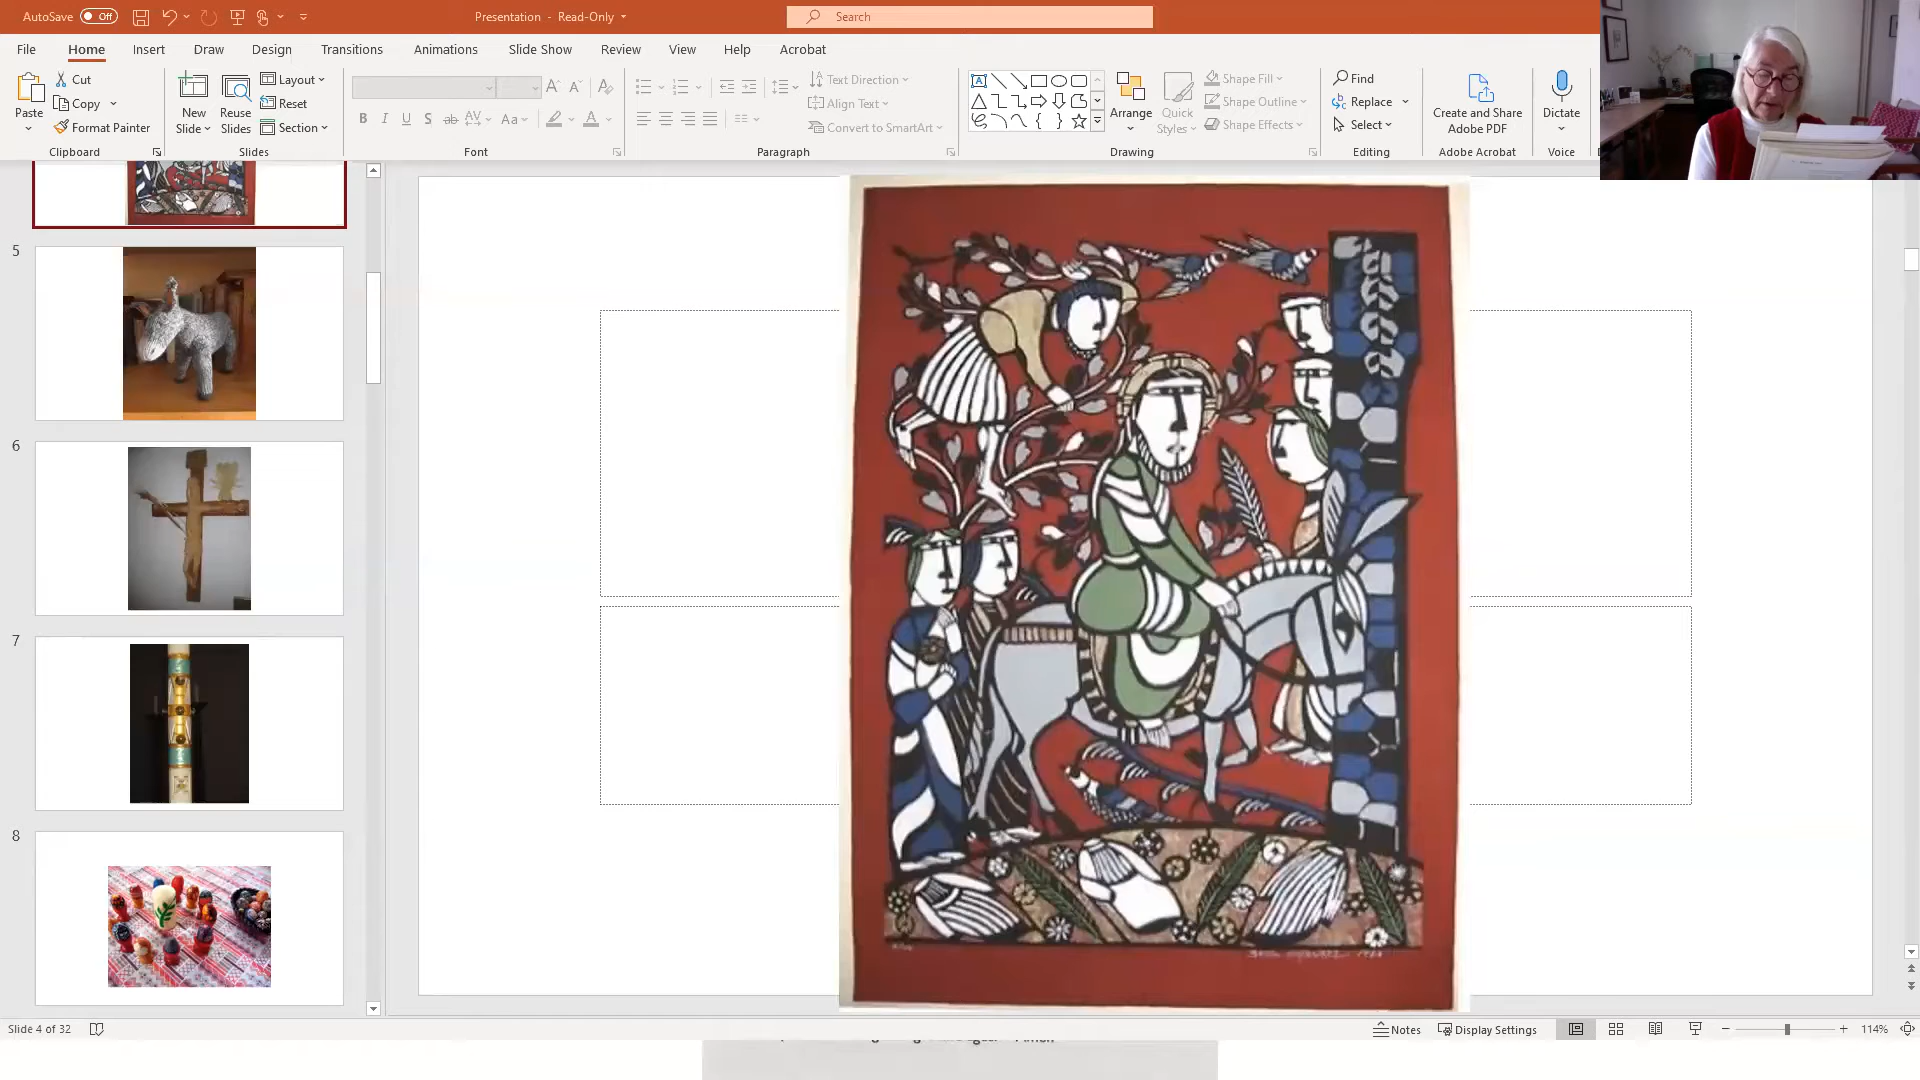 AutoSave Off
Presentation - Read-Only
Search
File Home Insert Draw Design Transitions Animations Slide Show Review View Help Acrobat
Paste
Cut
Copy
Format Painter
Clipboard
New Slide
Reuse Slides
Layout
Reset
Section
Slides
B I U S ab AV Aa A
Font
Text Direction
Align Text
Convert to SmartArt
Paragraph
Arrange
Quick Styles
Shape Fill
Shape Outline
Shape Effects
Drawing
Find
Replace
Select
Editing
Create and Share Adobe PDF
Adobe Acrobat
Dictate
Voice
5
6
7
8
Slide 4 of 32
Notes
Display Settings
114%